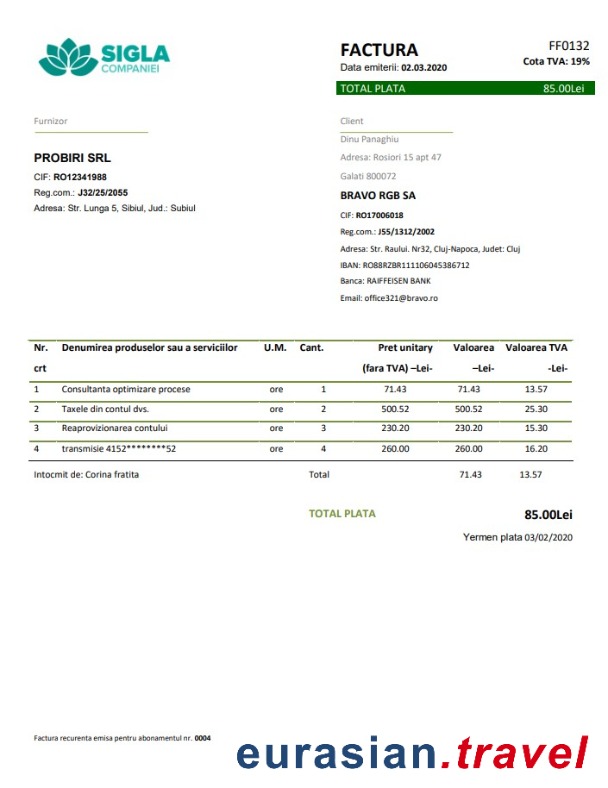 SIGLA
COMPANIEI
FACTURA
FF0132
Data emiterii: 02.03.2020
Cota TVA: 19%
TOTAL PLATA 85.00Lei
Furnizor
PROBIRI SRL
CIF: RO12341988
Reg.com.: J32/25/2055
Adresa: Str. Lunga 5, Sibiul, Jud.: Subiul
Client
Dinu Panaghiu
Adresa: Rosiori 15 apt 47
Galati 800072
BRAVO RGB SA
CIF: RO17006018
Reg.com.: J55/1312/2002
Adresa: Str. Raului. Nr32, Cluj-Napoca, Judet: Cluj
IBAN: RO88RZBR111106045386712
Banca: RAIFFEISEN BANK
Email: office321@bravo.ro
Nr. Denumirea produselor sau a serviciilor U.M. Cant. Pret unitary Valoarea Valoarea TVA
crt (fara TVA) –Lei- –Lei- -Lei-
1 Consultanta optimizare procese ore 1 71.43 71.43 13.57
2 Taxele din contul dvs. ore 2 500.52 500.52 25.30
3 Reaprovizionarea contului ore 3 230.20 230.20 15.30
4 transmisie 4152********52 ore 4 260.00 260.00 16.20
Intocmit de: Corina fratita Total 71.43 13.57
TOTAL PLATA 85.00Lei
Yermen plata 03/02/2020
Factura recurenta emisa pentru abonamentul nr. 0004
eurasian.travel